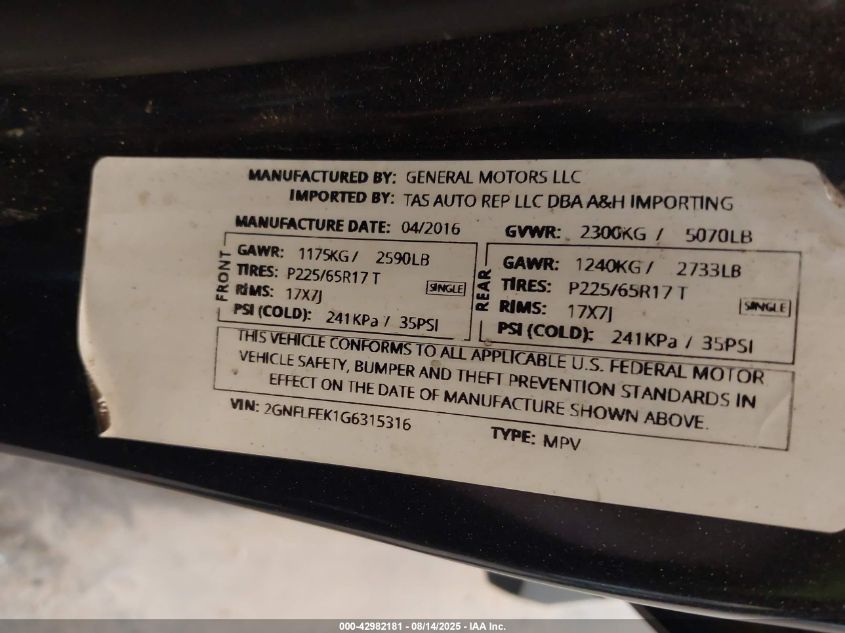 MANUFACTURED BY: GENERAL MOTORS LLC
IMPORTED BY: TAS AUTO REP LLC DBA A&H IMPORTING
MANUFACTURE DATE: 04/2016 GVWR: 2300KG / 5070LB
FRONT
GAWR: 1175KG / 2590LB
TIRES: P225/65R17 T
RIMS: 17X7J SINGLE
PSI (COLD): 241KPa / 35PSI
REAR
GAWR: 1240KG / 2733LB
TIRES: P225/65R17 T
RIMS: 17X7J SINGLE
PSI (COLD): 241KPa / 35PSI
THIS VEHICLE CONFORMS TO ALL APPLICABLE U.S. FEDERAL MOTOR
VEHICLE SAFETY, BUMPER AND THEFT PREVENTION STANDARDS IN
EFFECT ON THE DATE OF MANUFACTURE SHOWN ABOVE.
VIN: 2GNFLFEK1G6315316 TYPE: MPV
000-42982181 - 08/14/2025 - IAA Inc.